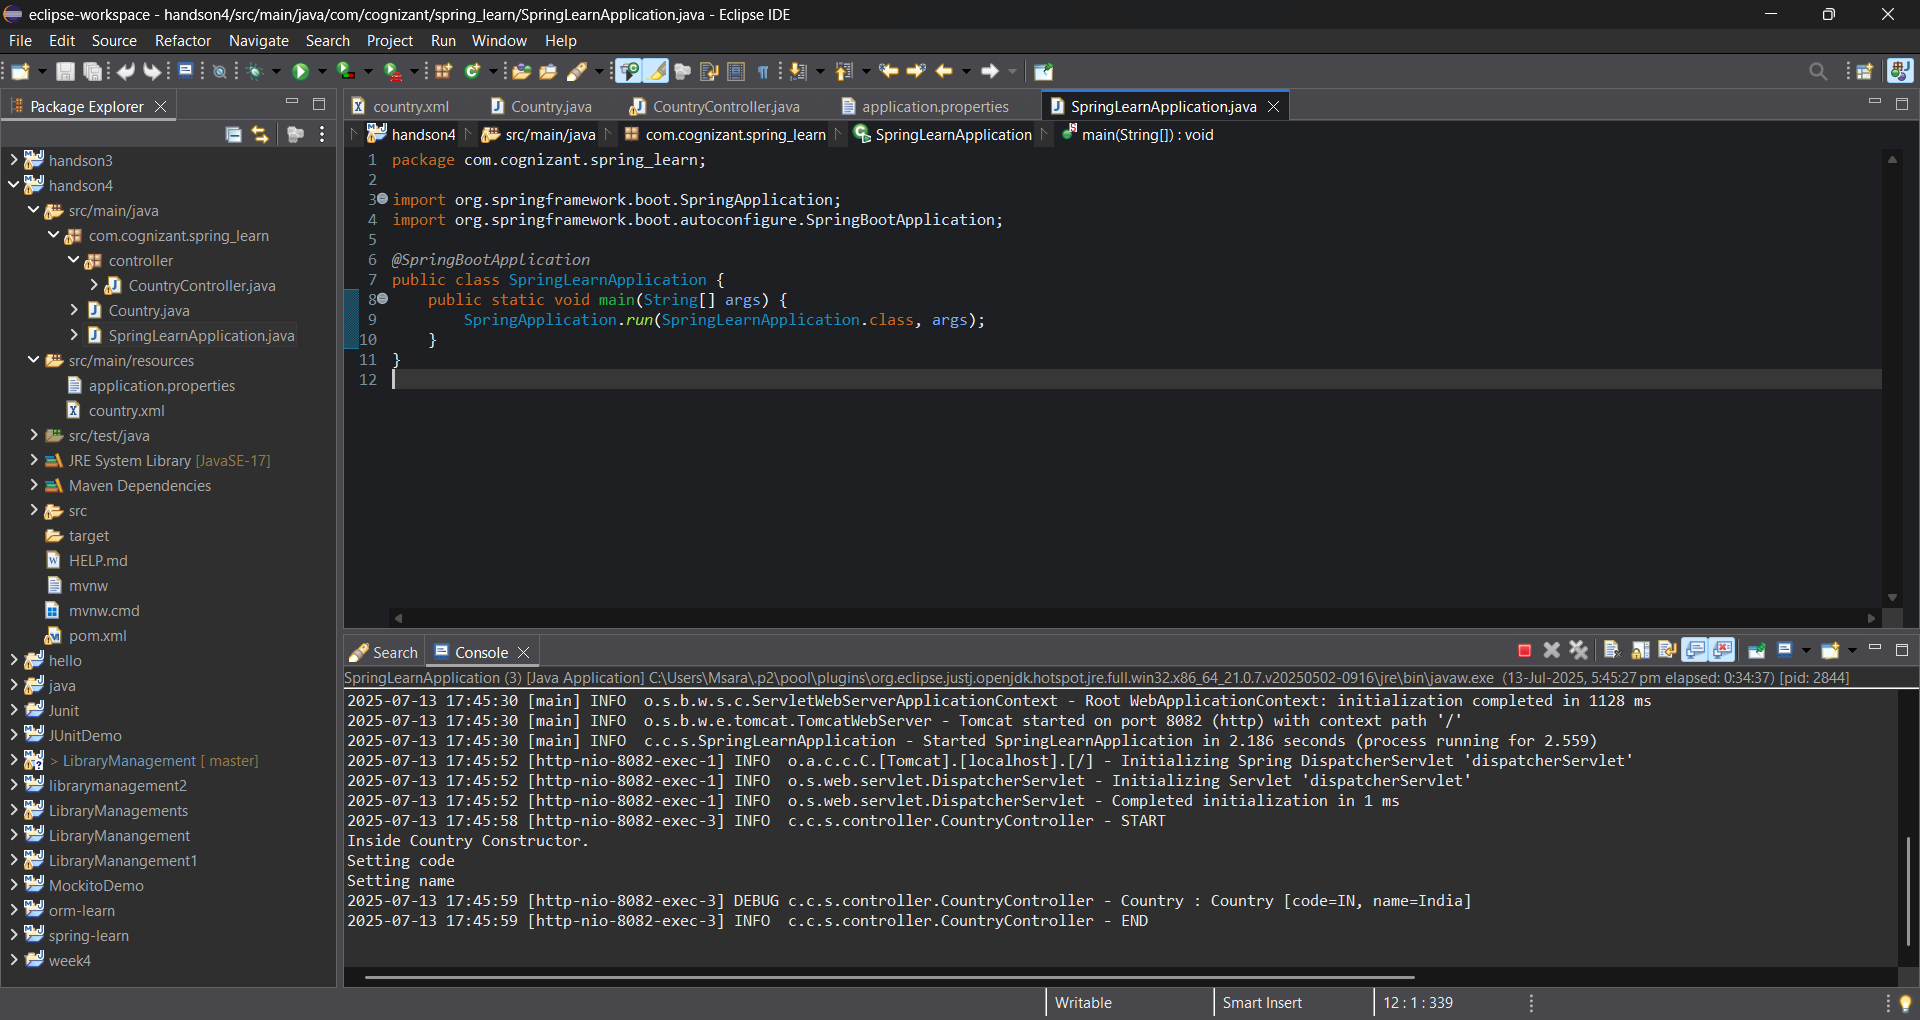 eclipse-workspace - handson4/src/main/java/com/cognizant/spring_learn/SpringLearnApplication.java - Eclipse IDE
File Edit Source Refactor Navigate Search Project Run Window Help
Package Explorer
handson3
handson4
src/main/java
com.cognizant.spring_learn
controller
CountryController.java
Country.java
SpringLearnApplication.java
src/main/resources
application.properties
country.xml
src/test/java
JRE System Library [JavaSE-17]
Maven Dependencies
src
target
HELP.md
mvnw
mvnw.cmd
pom.xml
hello
java
Junit
JUnitDemo
> LibraryManagement [ master]
librarymanagement2
LibraryManagements
LibraryManangement
LibraryManangement1
MockitoDemo
orm-learn
spring-learn
week4
country.xml Country.java CountryController.java application.properties SpringLearnApplication.java
handson4 src/main/java com.cognizant.spring_learn SpringLearnApplication main(String[]) : void
1 package com.cognizant.spring_learn;
2
3 import org.springframework.boot.SpringApplication;
4 import org.springframework.boot.autoconfigure.SpringBootApplication;
5
6 @SpringBootApplication
7 public class SpringLearnApplication {
8 public static void main(String[] args) {
9 SpringApplication.run(SpringLearnApplication.class, args);
10 }
11 }
12
Search Console
SpringLearnApplication (3) [Java Application] C:\Users\Msara\.p2\pool\plugins\org.eclipse.justj.openjdk.hotspot.jre.full.win32.x86_64_21.0.7.v20250502-0916\jre\bin\javaw.exe (13-Jul-2025, 5:45:27 pm elapsed: 0:34:37) [pid: 2844]
2025-07-13 17:45:30 [main] INFO o.s.b.w.s.c.ServletWebServerApplicationContext - Root WebApplicationContext: initialization completed in 1128 ms
2025-07-13 17:45:30 [main] INFO o.s.b.w.e.tomcat.TomcatWebServer - Tomcat started on port 8082 (http) with context path '/'
2025-07-13 17:45:30 [main] INFO c.c.s.SpringLearnApplication - Started SpringLearnApplication in 2.186 seconds (process running for 2.559)
2025-07-13 17:45:52 [http-nio-8082-exec-1] INFO o.a.c.c.C.[Tomcat].[localhost].[/] - Initializing Spring DispatcherServlet 'dispatcherServlet'
2025-07-13 17:45:52 [http-nio-8082-exec-1] INFO o.s.web.servlet.DispatcherServlet - Initializing Servlet 'dispatcherServlet'
2025-07-13 17:45:52 [http-nio-8082-exec-1] INFO o.s.web.servlet.DispatcherServlet - Completed initialization in 1 ms
2025-07-13 17:45:58 [http-nio-8082-exec-3] INFO c.c.s.controller.CountryController - START
Inside Country Constructor.
Setting code
Setting name
2025-07-13 17:45:59 [http-nio-8082-exec-3] DEBUG c.c.s.controller.CountryController - Country : Country [code=IN, name=India]
2025-07-13 17:45:59 [http-nio-8082-exec-3] INFO c.c.s.controller.CountryController - END
Writable Smart Insert 12 : 1 : 339